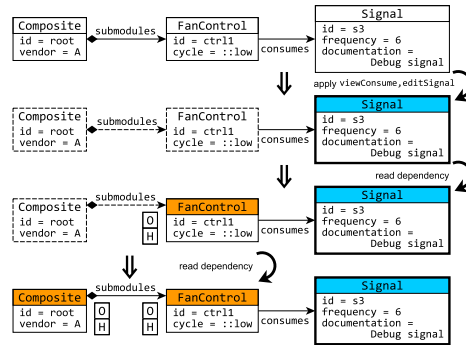 Composite submodules FanControl Signal
id = root id = ctrl1 id = s3
vendor = A cycle = ::low consumes frequency = 6
documentation =
Debug signal
apply viewConsume,editSignal
Composite submodules FanControl Signal
id = root id = ctrl1 id = s3
vendor = A cycle = ::low consumes frequency = 6
documentation =
Debug signal
read dependency
Composite submodules FanControl Signal
id = root O id = ctrl1 id = s3
vendor = A H cycle = ::low consumes frequency = 6
documentation =
Debug signal
read dependency
Composite submodules FanControl Signal
id = root O O id = ctrl1 id = s3
vendor = A H H cycle = ::low consumes frequency = 6
documentation =
Debug signal